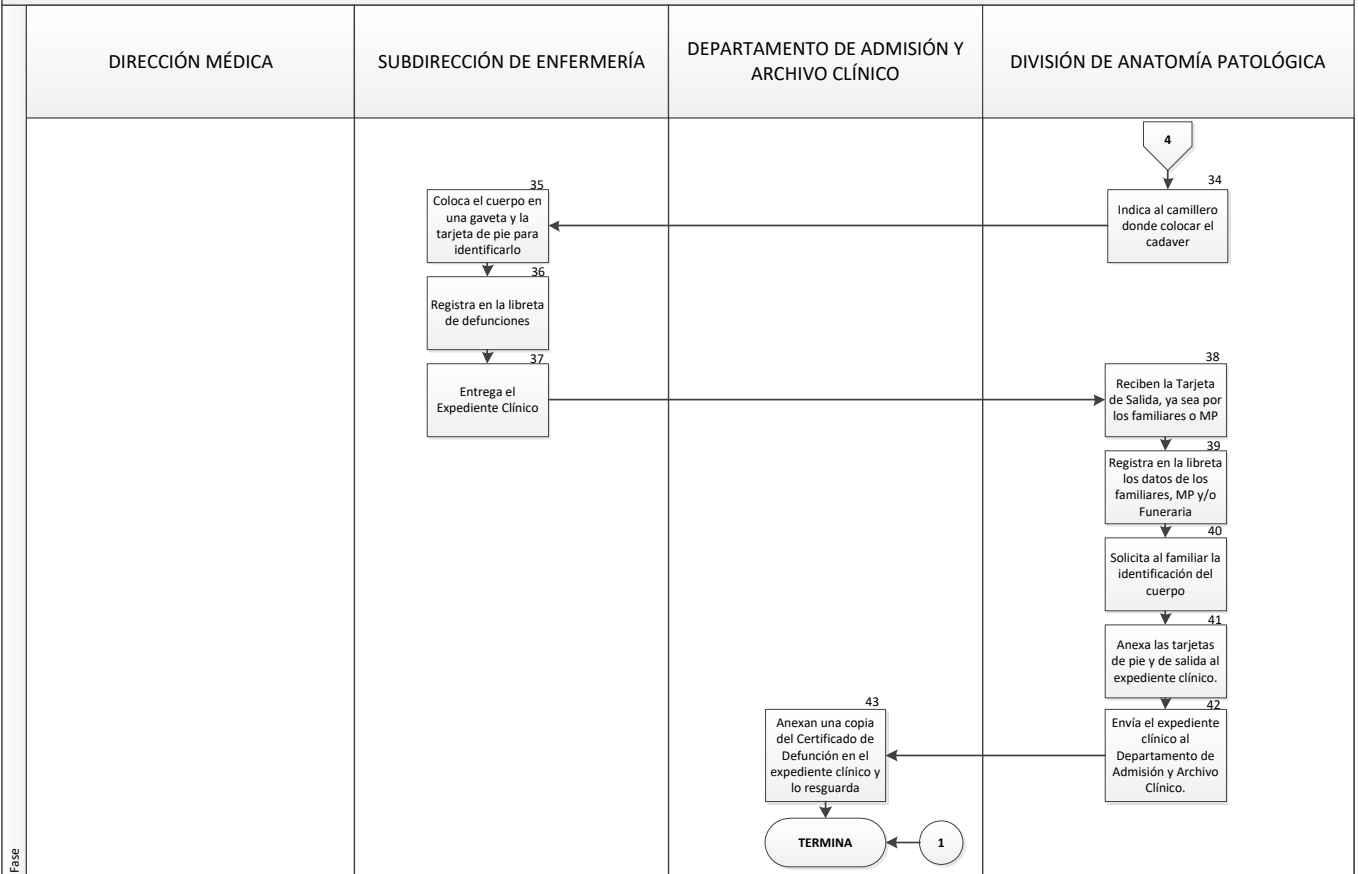 DIRECCIÓN MÉDICA
SUBDIRECCIÓN DE ENFERMERÍA
DEPARTAMENTO DE ADMISIÓN Y
ARCHIVO CLÍNICO
DIVISIÓN DE ANATOMÍA PATOLÓGICA
4
34
Indica al camillero
donde colocar el
cadaver
35
Coloca el cuerpo en
una gaveta y la
tarjeta de pie para
identificarlo
36
Registra en la libreta
de defunciones
37
Entrega el
Expediente Clínico
38
Reciben la Tarjeta
de Salida, ya sea por
los familiares o MP
39
Registra en la libreta
los datos de los
familiares, MP y/o
Funeraria
40
Solicita al familiar la
identificación del
cuerpo
41
Anexa las tarjetas
de pie y de salida al
expediente clínico.
42
Envía el expediente
clínico al
Departamento de
Admisión y Archivo
Clínico.
43
Anexan una copia
del Certificado de
Defunción en el
expediente clínico y
lo resguarda
TERMINA
1
Fase